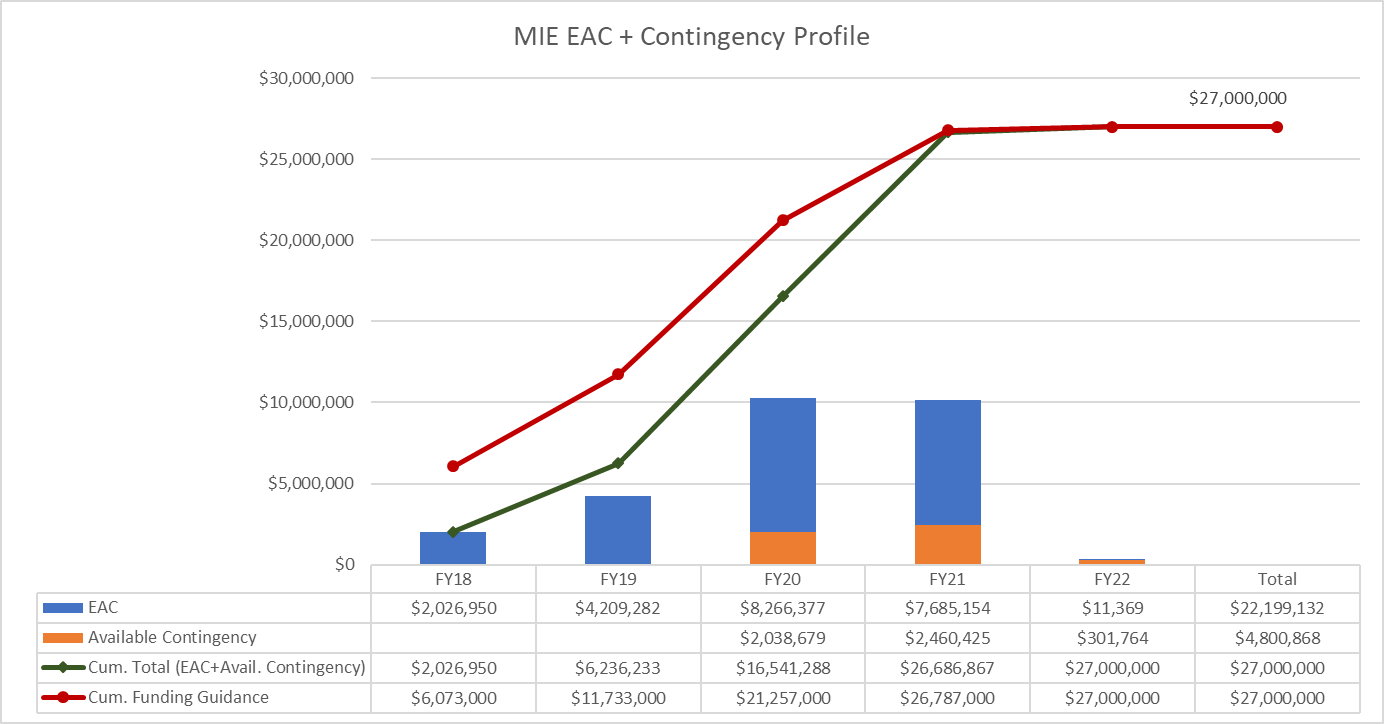 MIE EAC + Contingency Profile
$30,000,000
$27,000,000
$25,000,000
$20,000,000
$15,000,000
$10,000,000
$5,000,000
$0
FY18 FY19 FY20 FY21 FY22 Total
EAC $2,026,950 $4,209,282 $8,266,377 $7,685,154 $11,369 $22,199,132
Available Contingency $2,038,679 $2,460,425 $301,764 $4,800,868
Cum. Total (EAC+Avail. Contingency) $2,026,950 $6,236,233 $16,541,288 $26,686,867 $27,000,000 $27,000,000
Cum. Funding Guidance $6,073,000 $11,733,000 $21,257,000 $26,787,000 $27,000,000 $27,000,000